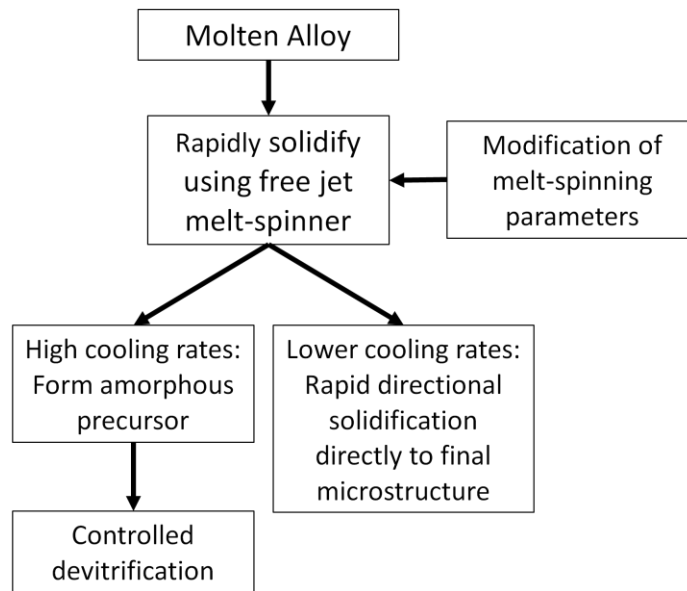 Molten Alloy
Rapidly solidify
using free jet
melt-spinner
Modification of
melt-spinning
parameters
High cooling rates:
Form amorphous
precursor
Lower cooling rates:
Rapid directional
solidification
directly to final
microstructure
Controlled
devitrification